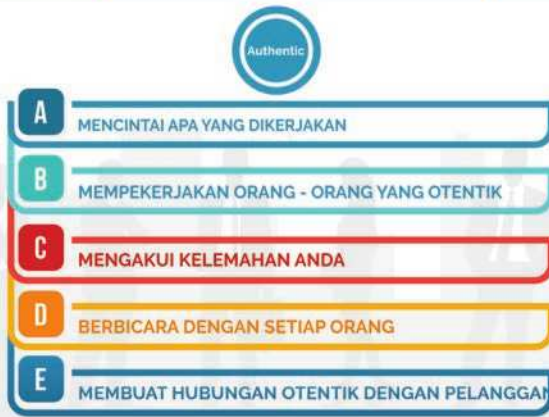 Authentic
A
MENCINTAI APA YANG DIKERJAKAN
B
MEMPEKERJAKAN ORANG - ORANG YANG OTENTIK
C
MENGAKUI KELEMAHAN ANDA
D
BERBICARA DENGAN SETIAP ORANG
E
MEMBUAT HUBUNGAN OTENTIK DENGAN PELANGGAN